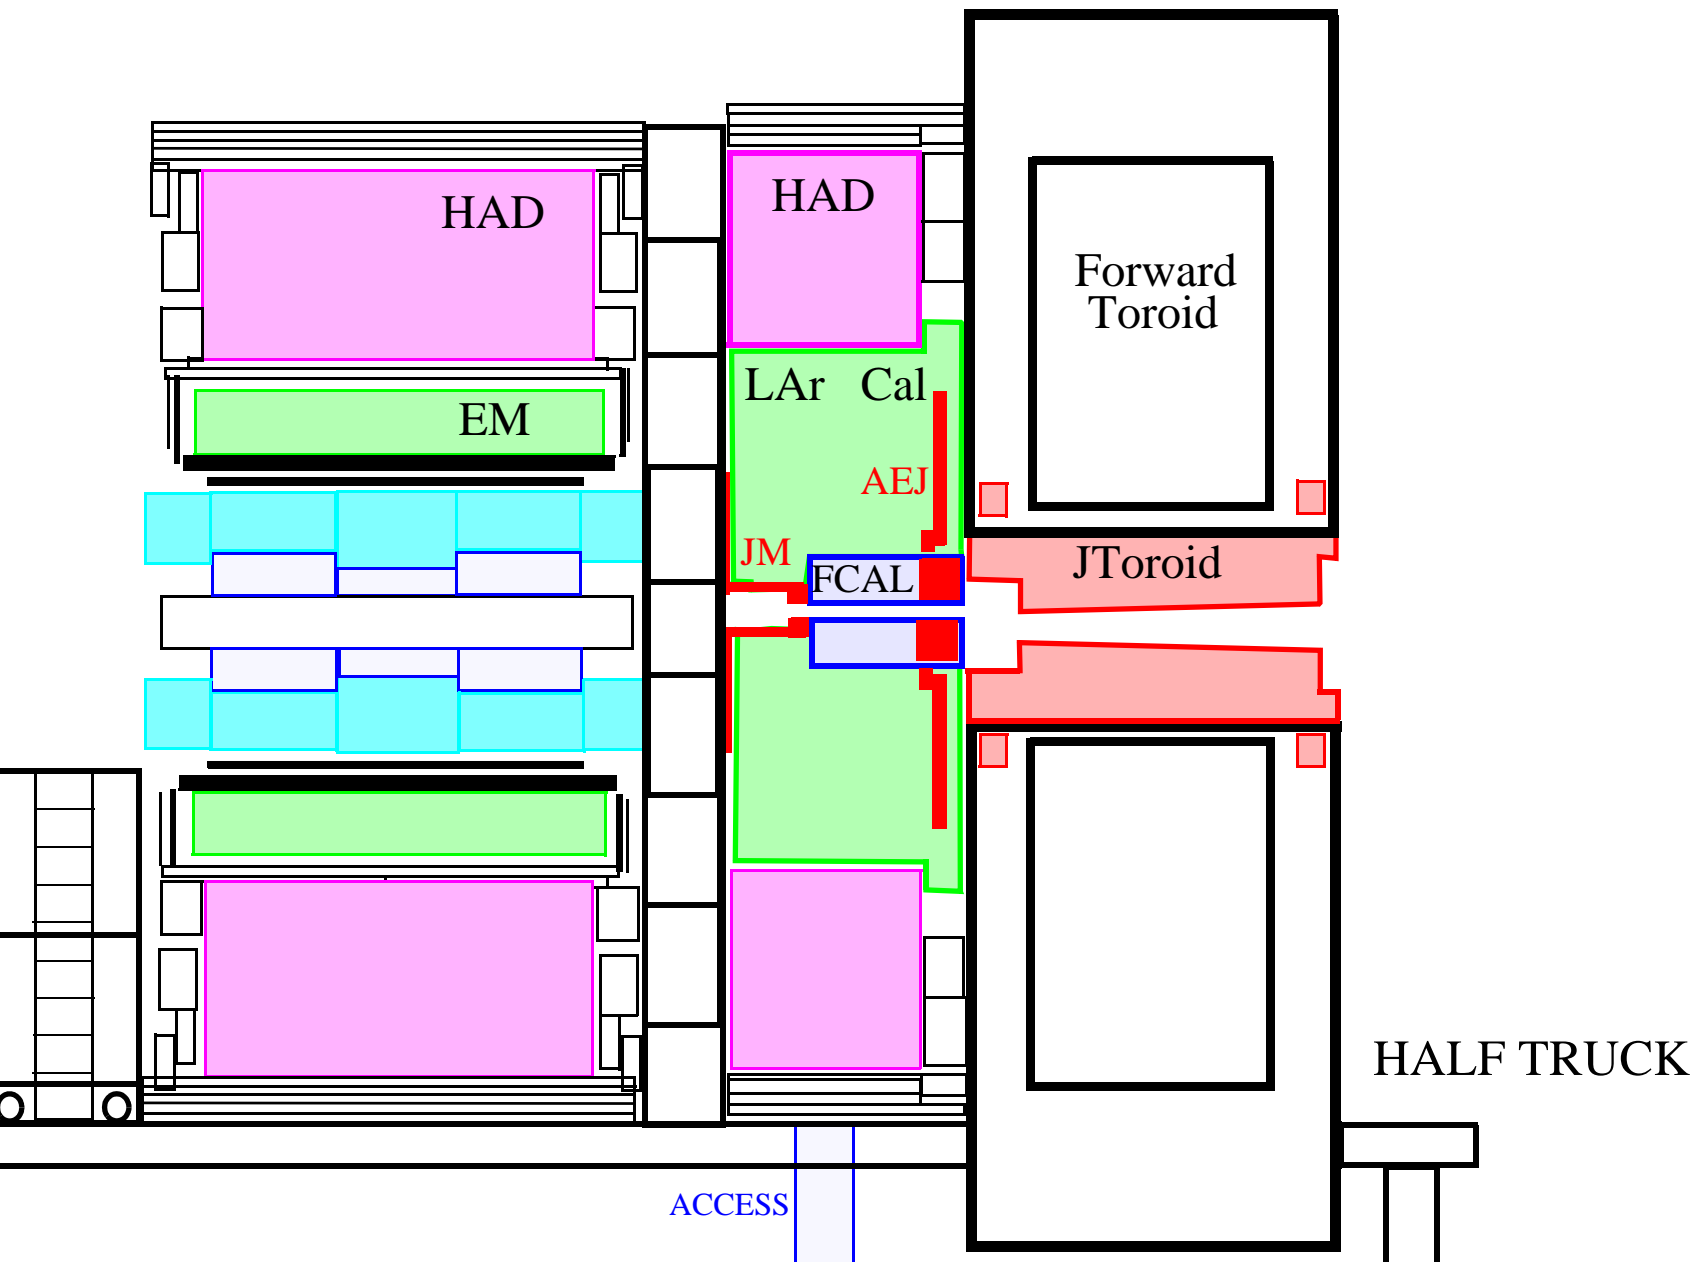 HAD
HAD
Forward
Toroid
LAr Cal
EM
AEJ
JM
JToroid
FCAL
HALF TRUCK
ACCESS